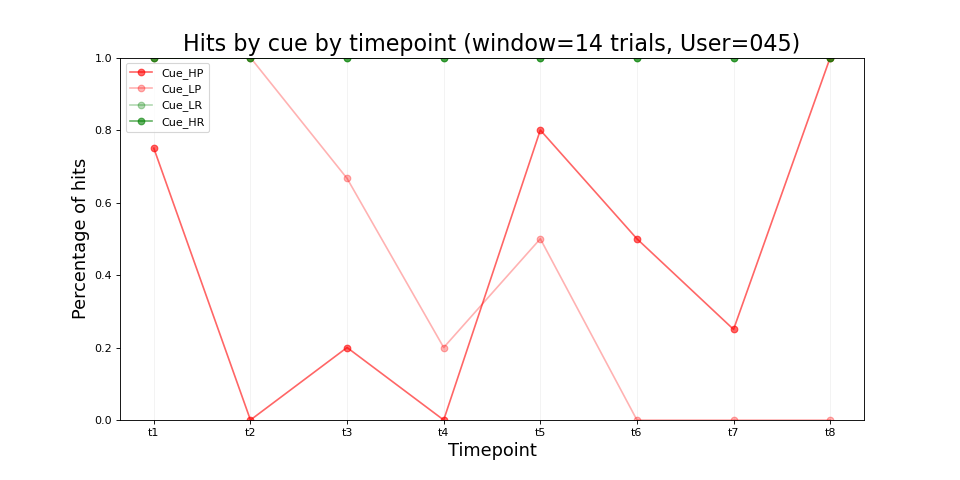 Hits by cue by timepoint (window=14 trials, User=045)
Percentage of hits
1.0
0.8
0.6
0.4
0.2
0.0
Cue_HP
Cue_LP
Cue_LR
Cue_HR
t1 t2 t3 t4 t5 t6 t7 t8
Timepoint